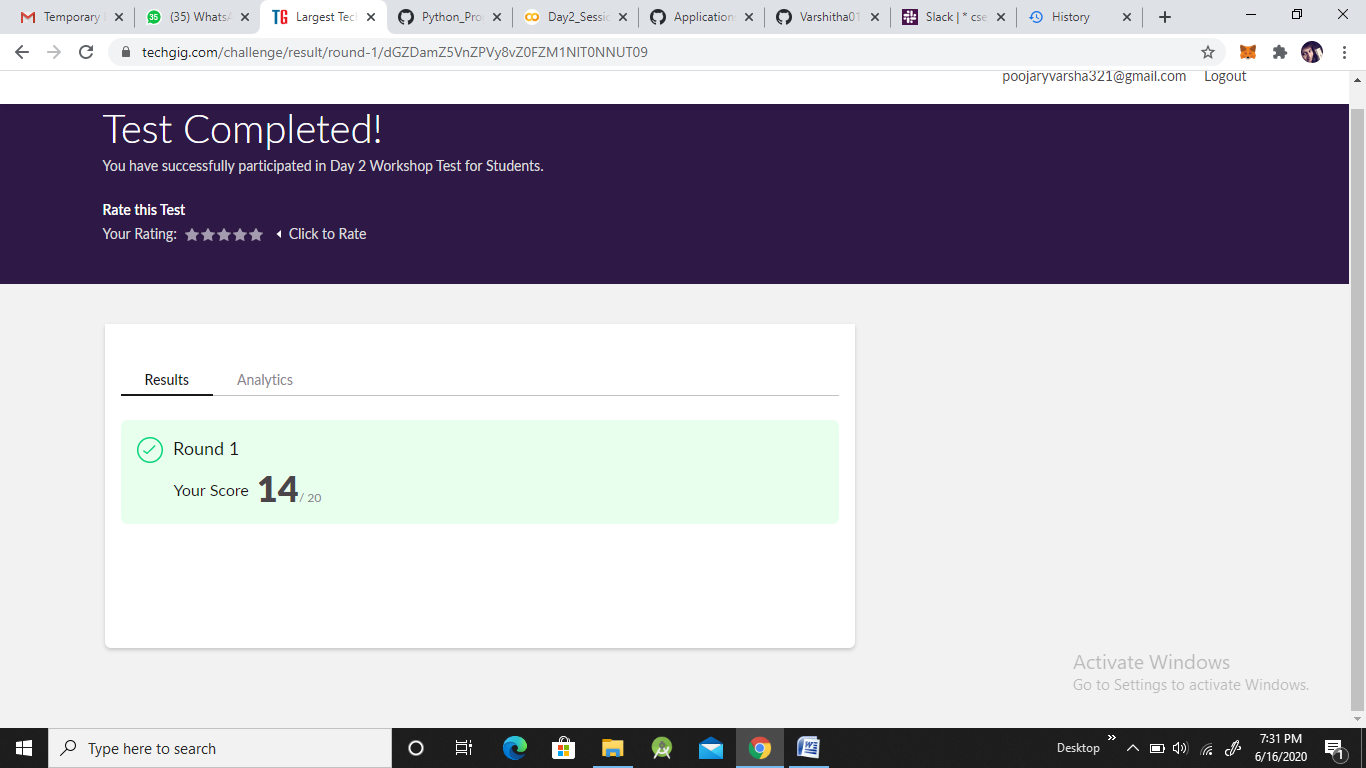 Temporary
(35) Whats
TG Largest Tec
Python_Pro
Day2_Sessi
Application
Varshitha01
Slack | * cse
History
techgig.com/challenge/result/round-1/dGZDamZ5VnZPVy8vZ0FZM1NIT0NNUT09
poojaryvarsha321@gmail.com Logout
Test Completed!
You have successfully participated in Day 2 Workshop Test for Students.
Rate this Test
Your Rating: Click to Rate
Results Analytics
Round 1
Your Score 14 / 20
Activate Windows
Go to Settings to activate Windows.
Type here to search
Desktop
7:31 PM
6/16/2020
1